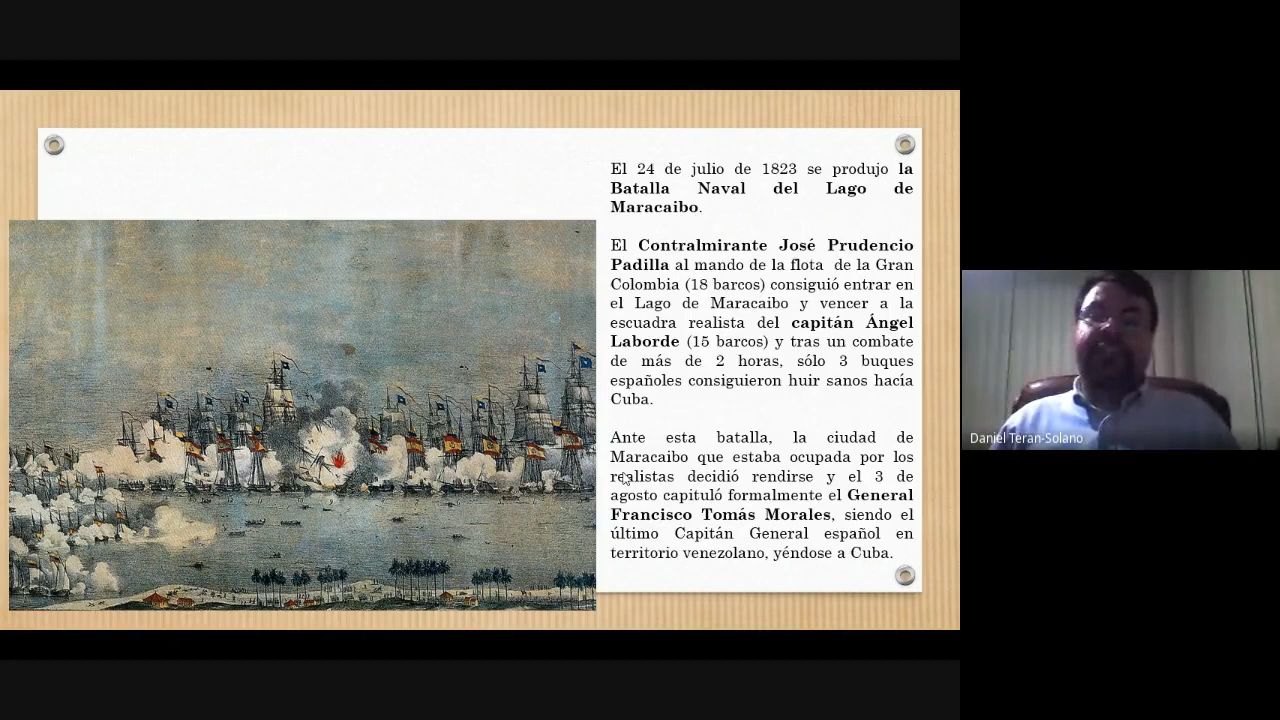 El 24 de julio de 1823 se produjo la
Batalla Naval del Lago de
Maracaibo.
El Contralmirante José Prudencio
Padilla al mando de la flota de la Gran
Colombia (18 barcos) consiguió entrar en
el Lago de Maracaibo y vencer a la
escuadra realista del capitán Ángel
Laborde (15 barcos) y tras un combate
de más de 2 horas, sólo 3 buques
españoles consiguieron huir sanos hacía
Cuba.
Ante esta batalla, la ciudad de
Maracaibo que estaba ocupada por los
realistas decidió rendirse y el 3 de
agosto capituló formalmente el General
Francisco Tomás Morales, siendo el
último Capitán General español en
territorio venezolano, yéndose a Cuba.
Daniel Teran-Solano